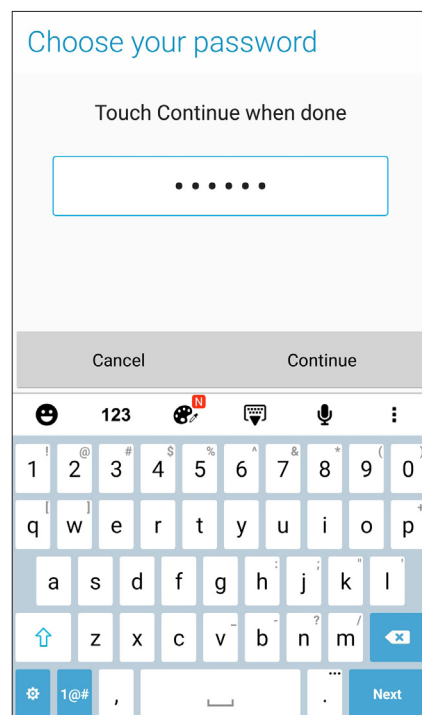 Choose your password
Touch Continue when done
••••••
Cancel Continue
123 N
! @ # $ % ^ & * ( )
1 2 3 4 5 6 7 8 9 0
[ ] +
q w e r t y u i o p
: ; " '
a s d f g h j k l
_ - ? /
z x c v b n m
1@# , . ... Next